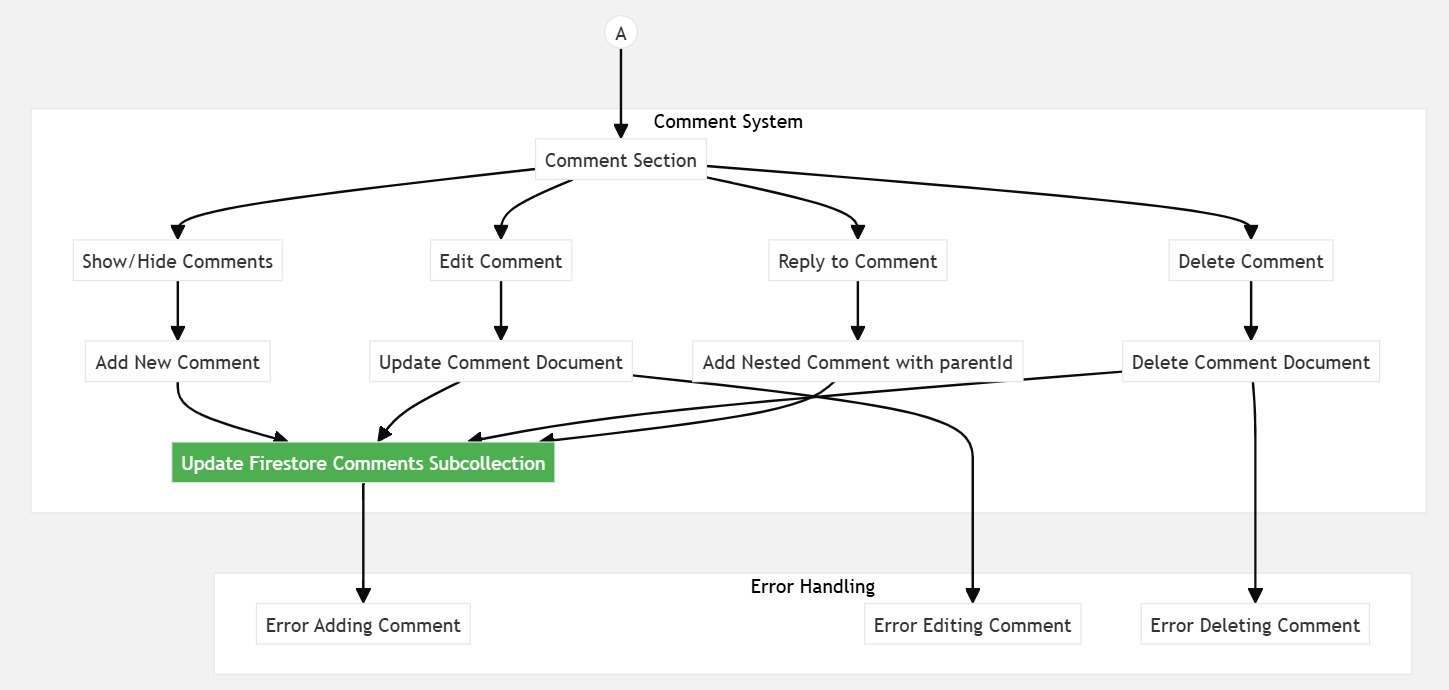 A
Comment System
Comment Section
Show/Hide Comments
Edit Comment
Reply to Comment
Delete Comment
Add New Comment
Update Comment Document
Add Nested Comment with parentId
Delete Comment Document
Update Firestore Comments Subcollection
Error Handling
Error Adding Comment
Error Editing Comment
Error Deleting Comment